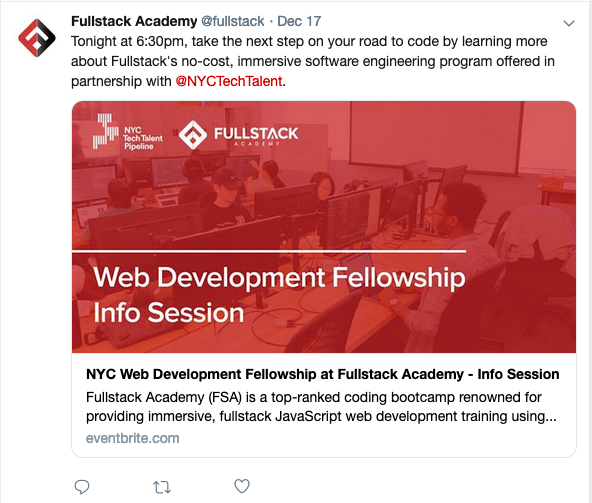 Fullstack Academy @fullstack · Dec 17
Tonight at 6:30pm, take the next step on your road to code by learning more
about Fullstack's no-cost, immersive software engineering program offered in
partnership with @NYCTechTalent.
NYC
Tech Talent
Pipeline
FULLSTACK
ACADEMY
Web Development Fellowship
Info Session
NYC Web Development Fellowship at Fullstack Academy - Info Session
Fullstack Academy (FSA) is a top-ranked coding bootcamp renowned for
providing immersive, fullstack JavaScript web development training using...
eventbrite.com